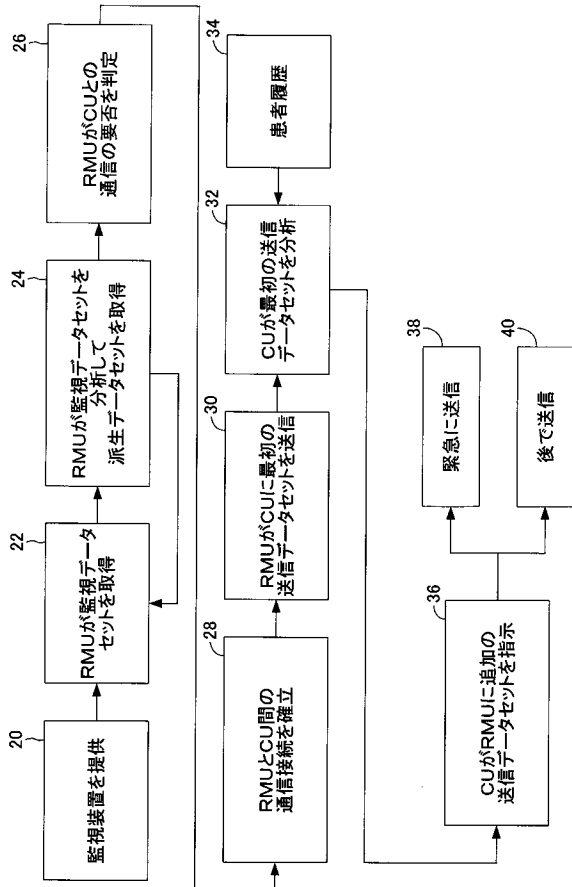 20
監視装置を提供
22
RMUが監視データ
セットを取得
24
RMUが監視データセットを
分析して
派生データセットを取得
26
RMUがCUとの
通信の要否を判定
28
RMUとCU間の
通信接続を確立
30
RMUがCUに最初の
送信データセットを送信
32
CUが最初の送信
データセットを分析
34
患者履歴
36
CUがRMUに追加の
送信データセットを指示
38
緊急に送信
40
後で送信